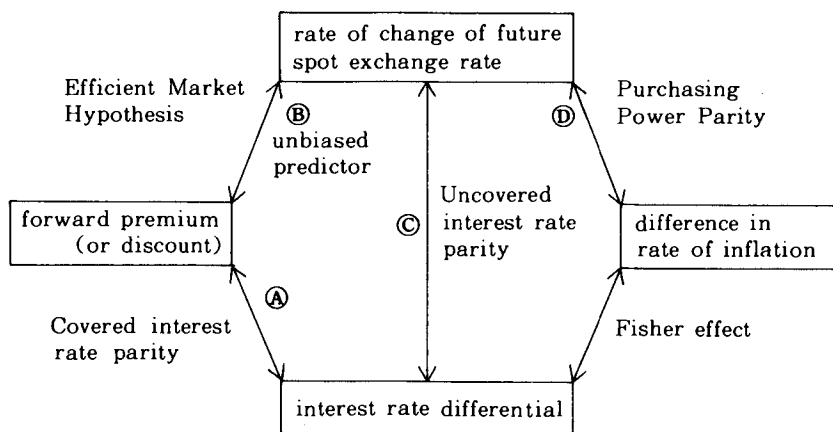 rate of change of future
spot exchange rate
Efficient Market
Hypothesis
Ⓑ
unbiased
predictor
Ⓓ
Purchasing
Power Parity
forward premium
(or discount)
Ⓒ
Uncovered
interest rate
parity
difference in
rate of inflation
Ⓐ
Covered interest
rate parity
Fisher effect
interest rate differential